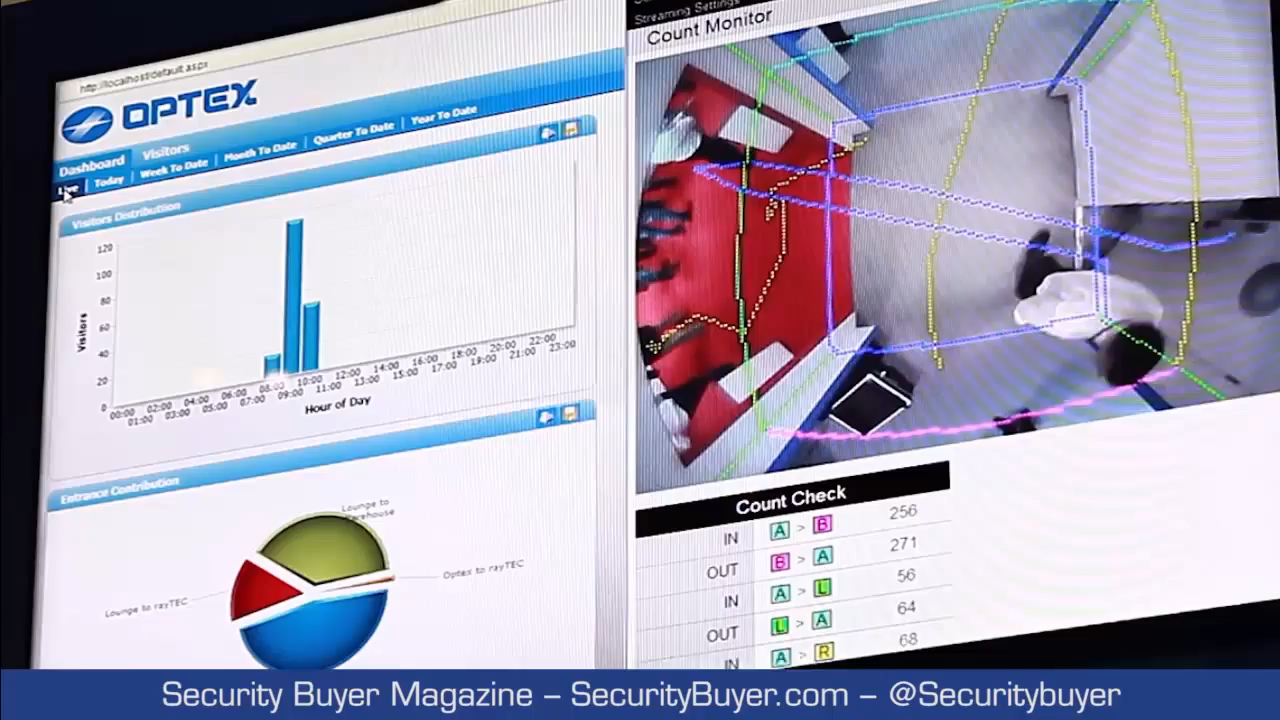 http://localhost/default.aspx
OPTEX
Dashboard Visitors
Live Today Week To Date Month To Date Quarter To Date Year To Date
Visitors Distribution
120
100
80
60
40
20
0
Visitors
00:00 02:00 04:00 06:00 08:00 10:00 12:00 14:00 16:00 18:00 20:00 22:00
01:00 03:00 05:00 07:00 09:00 11:00 13:00 15:00 17:00 19:00 21:00 23:00
Hour of Day
Entrance Contribution
Lounge to
Optex to rayTEC
Lounge to rayTEC
Streaming Settings
Count Monitor
Count Check
IN A > B 256
OUT B > A 271
IN A > L 56
OUT L > A 64
IN A > R 68
Security Buyer Magazine – SecurityBuyer.com – @Securitybuyer